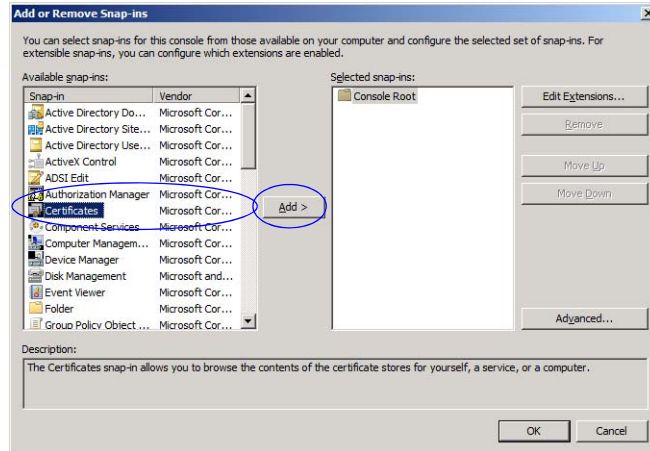 Add or Remove Snap-ins
You can select snap-ins for this console from those available on your computer and configure the selected set of snap-ins. For
extensible snap-ins, you can configure which extensions are enabled.
Available snap-ins:
Selected snap-ins:
Snap-in Vendor
Console Root
Edit Extensions...
Active Directory Do... Microsoft Cor...
Active Directory Site... Microsoft Cor...
Remove
Active Directory Use... Microsoft Cor...
ActiveX Control Microsoft Cor...
Move Up
ADSI Edit Microsoft Cor...
Authorization Manager Microsoft Cor...
Move Down
Certificates Microsoft Cor...
Add >
Component Services Microsoft Cor...
Computer Managem... Microsoft Cor...
Device Manager Microsoft Cor...
Disk Management Microsoft and...
Event Viewer Microsoft Cor...
Folder Microsoft Cor...
Group Policy Object ... Microsoft Cor...
Advanced...
Description:
The Certificates snap-in allows you to browse the contents of the certificate stores for yourself, a service, or a computer.
OK Cancel